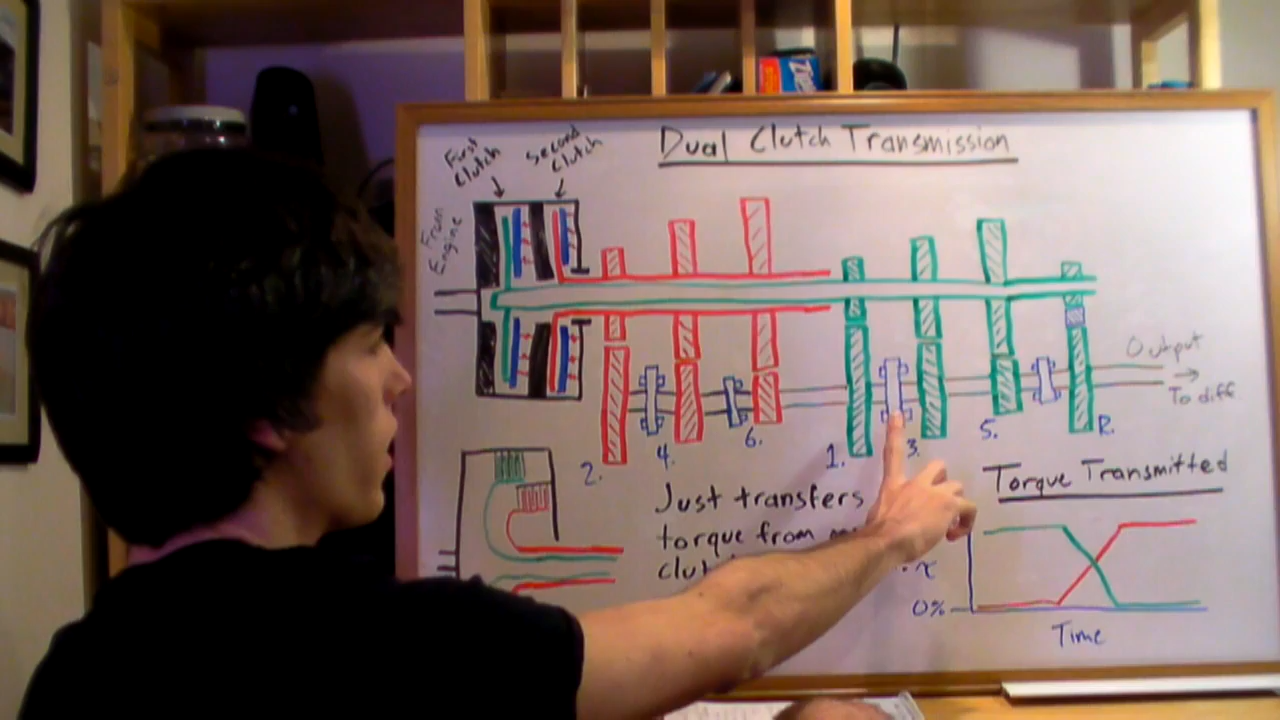 Dual Clutch Transmission
First
Clutch
Second
Clutch
From
Engine
Output
To diff
2.
4.
6.
1.
3.
5.
R.
Just transfers
torque from
Torque Transmitted
0%
Time